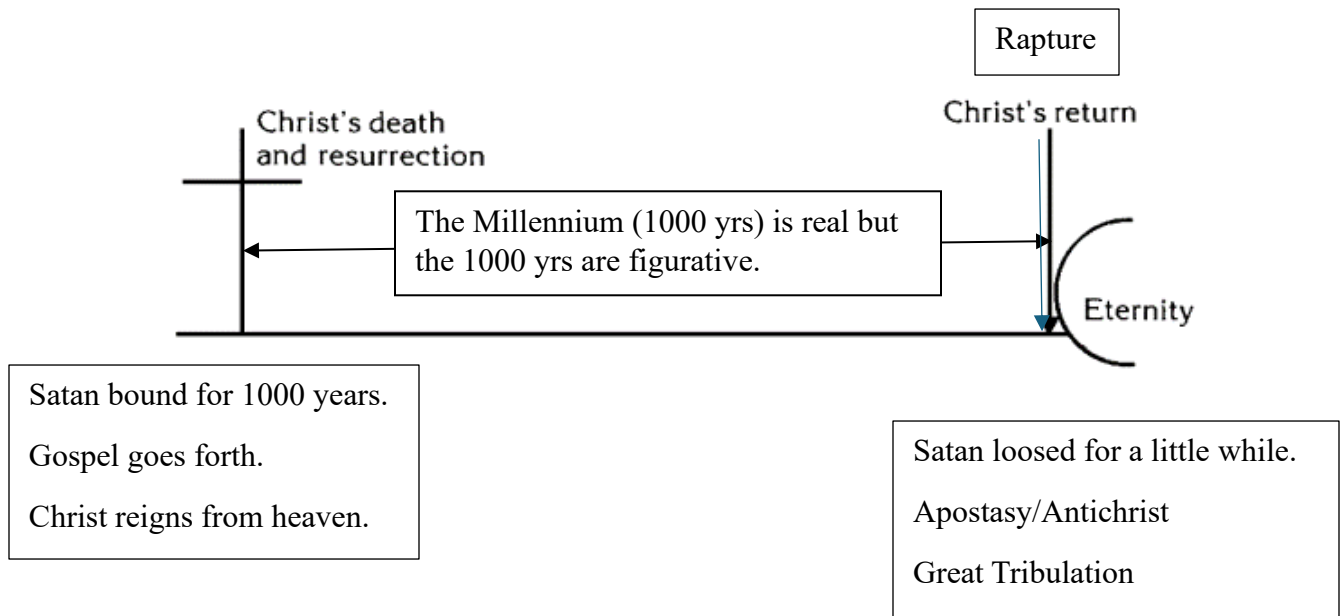 Rapture
Christ's death
and resurrection
Christ's return
The Millennium (1000 yrs) is real but
the 1000 yrs are figurative.
Eternity
Satan bound for 1000 years.
Gospel goes forth.
Christ reigns from heaven.
Satan loosed for a little while.
Apostasy/Antichrist
Great Tribulation